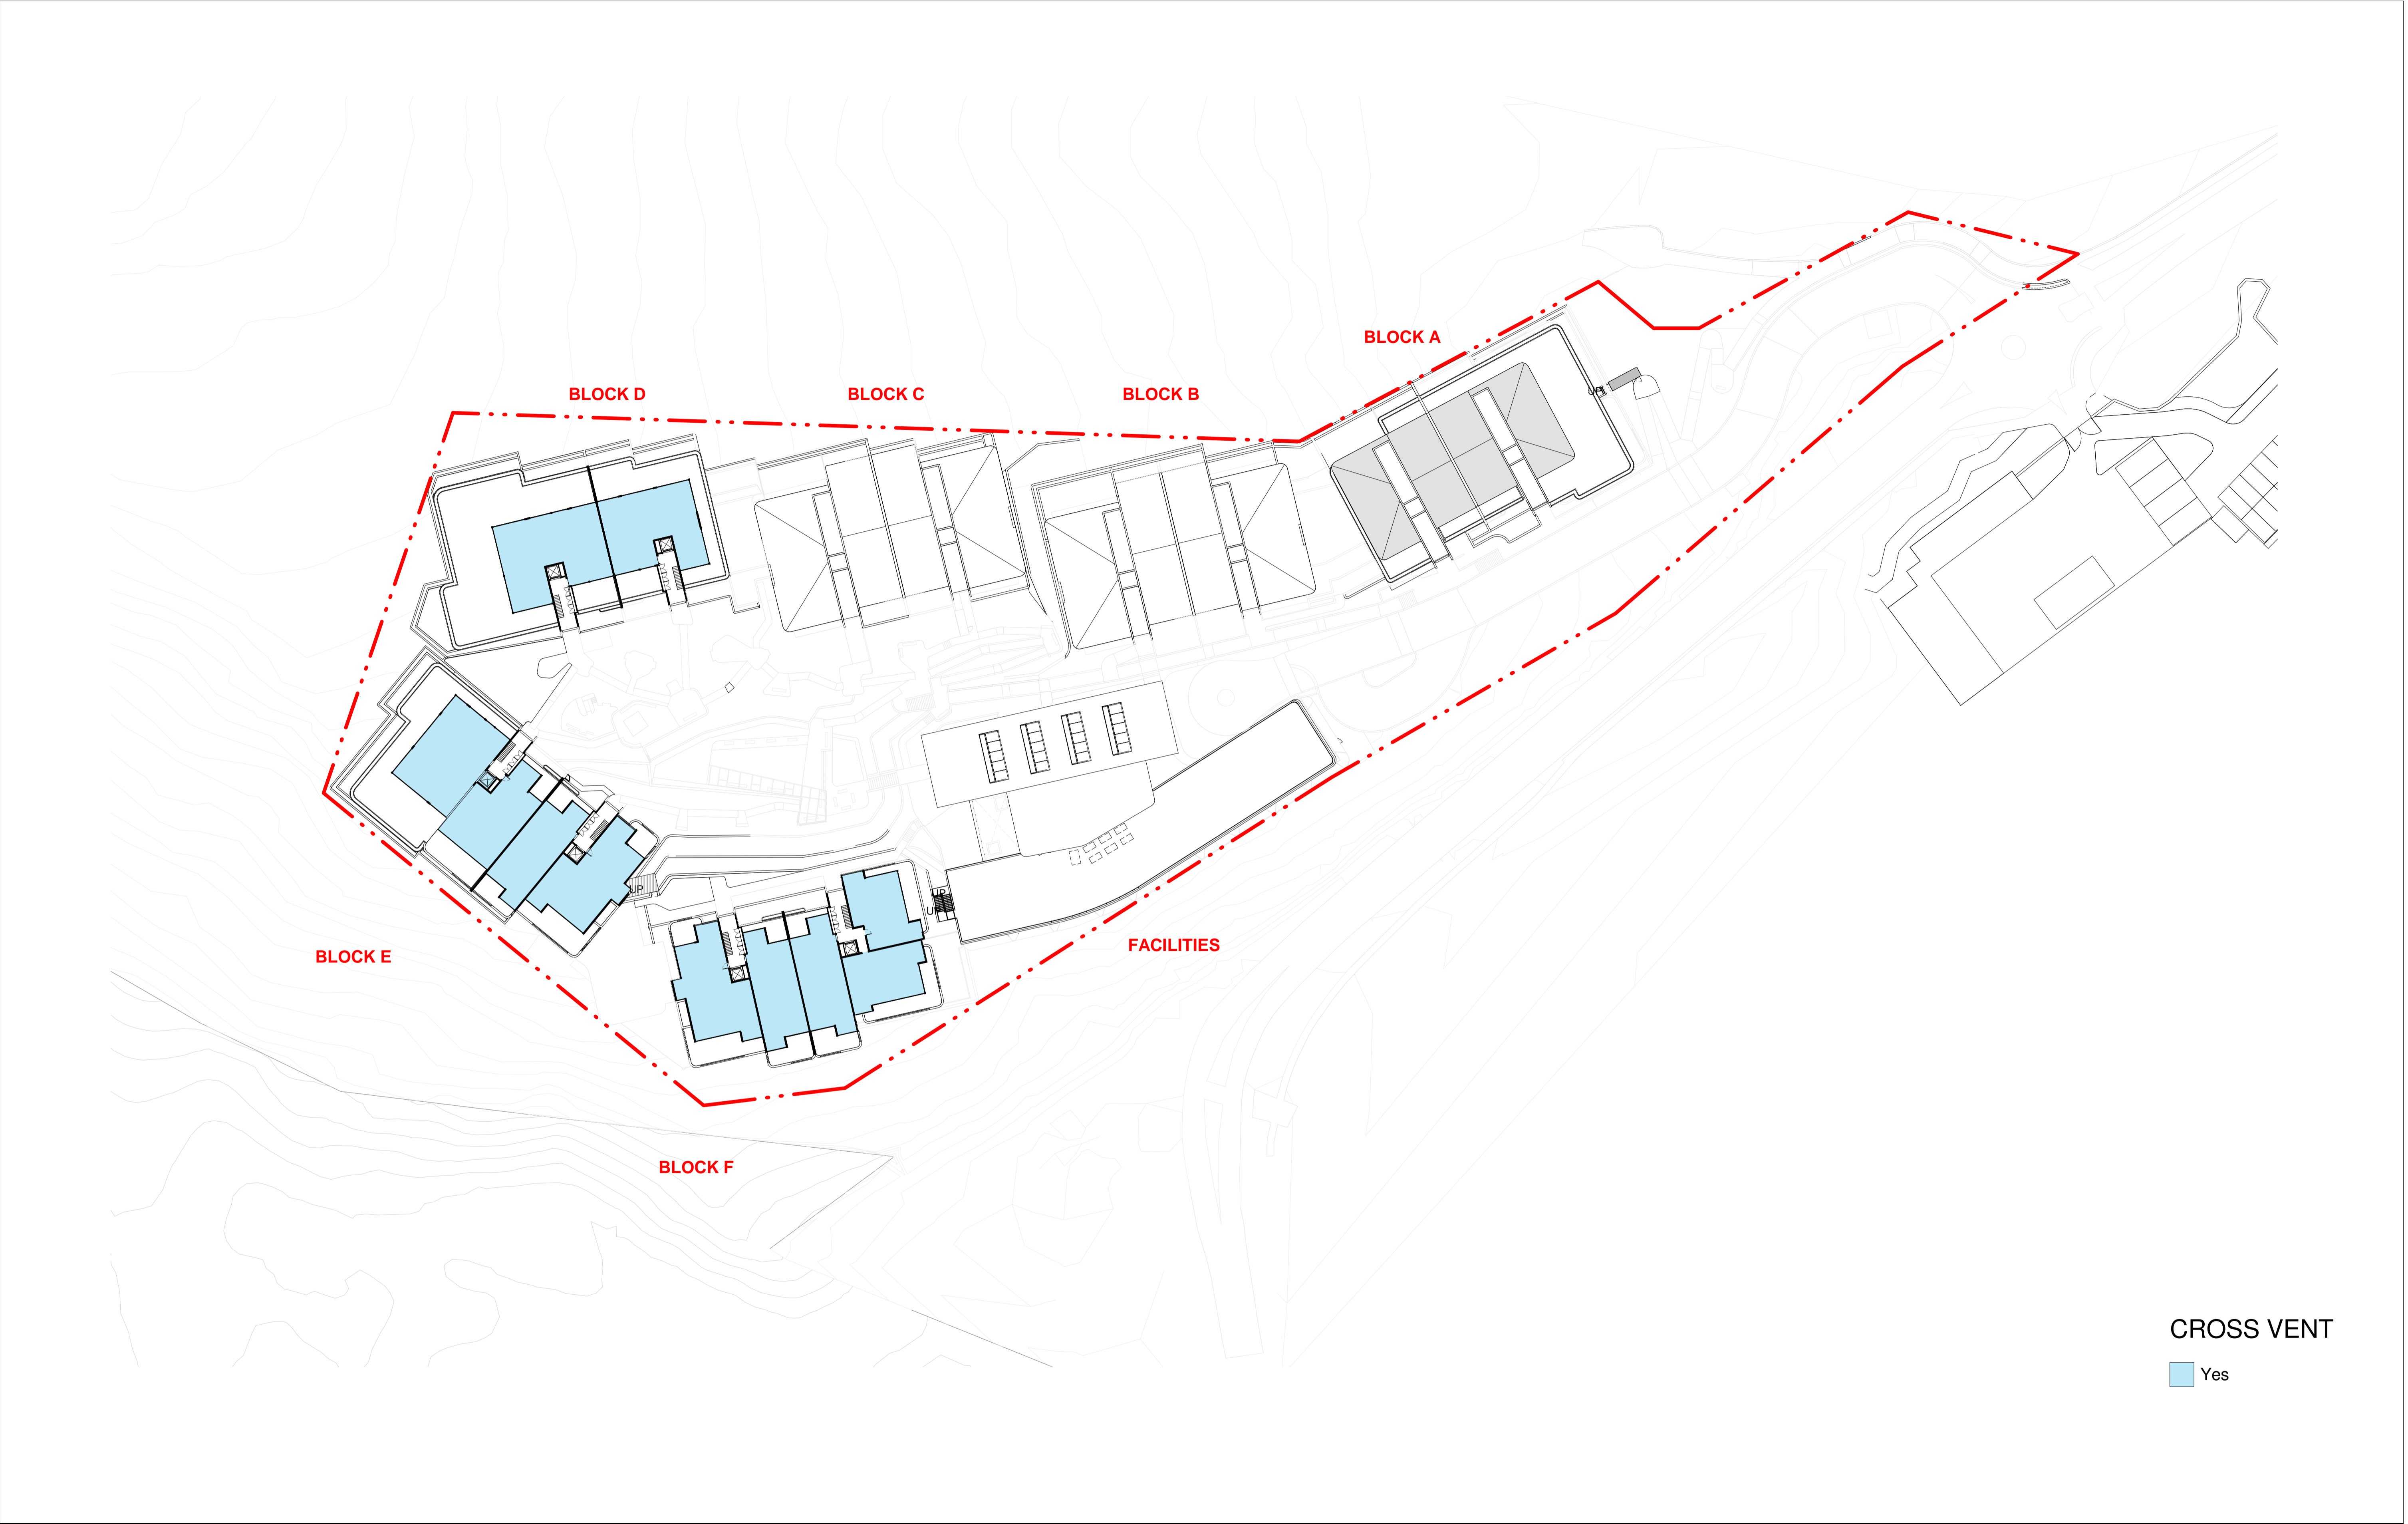 BLOCK A
BLOCK D
BLOCK C
BLOCK B
UP
UP
UP
UP
FACILITIES
BLOCK E
BLOCK F
CROSS VENT
Yes